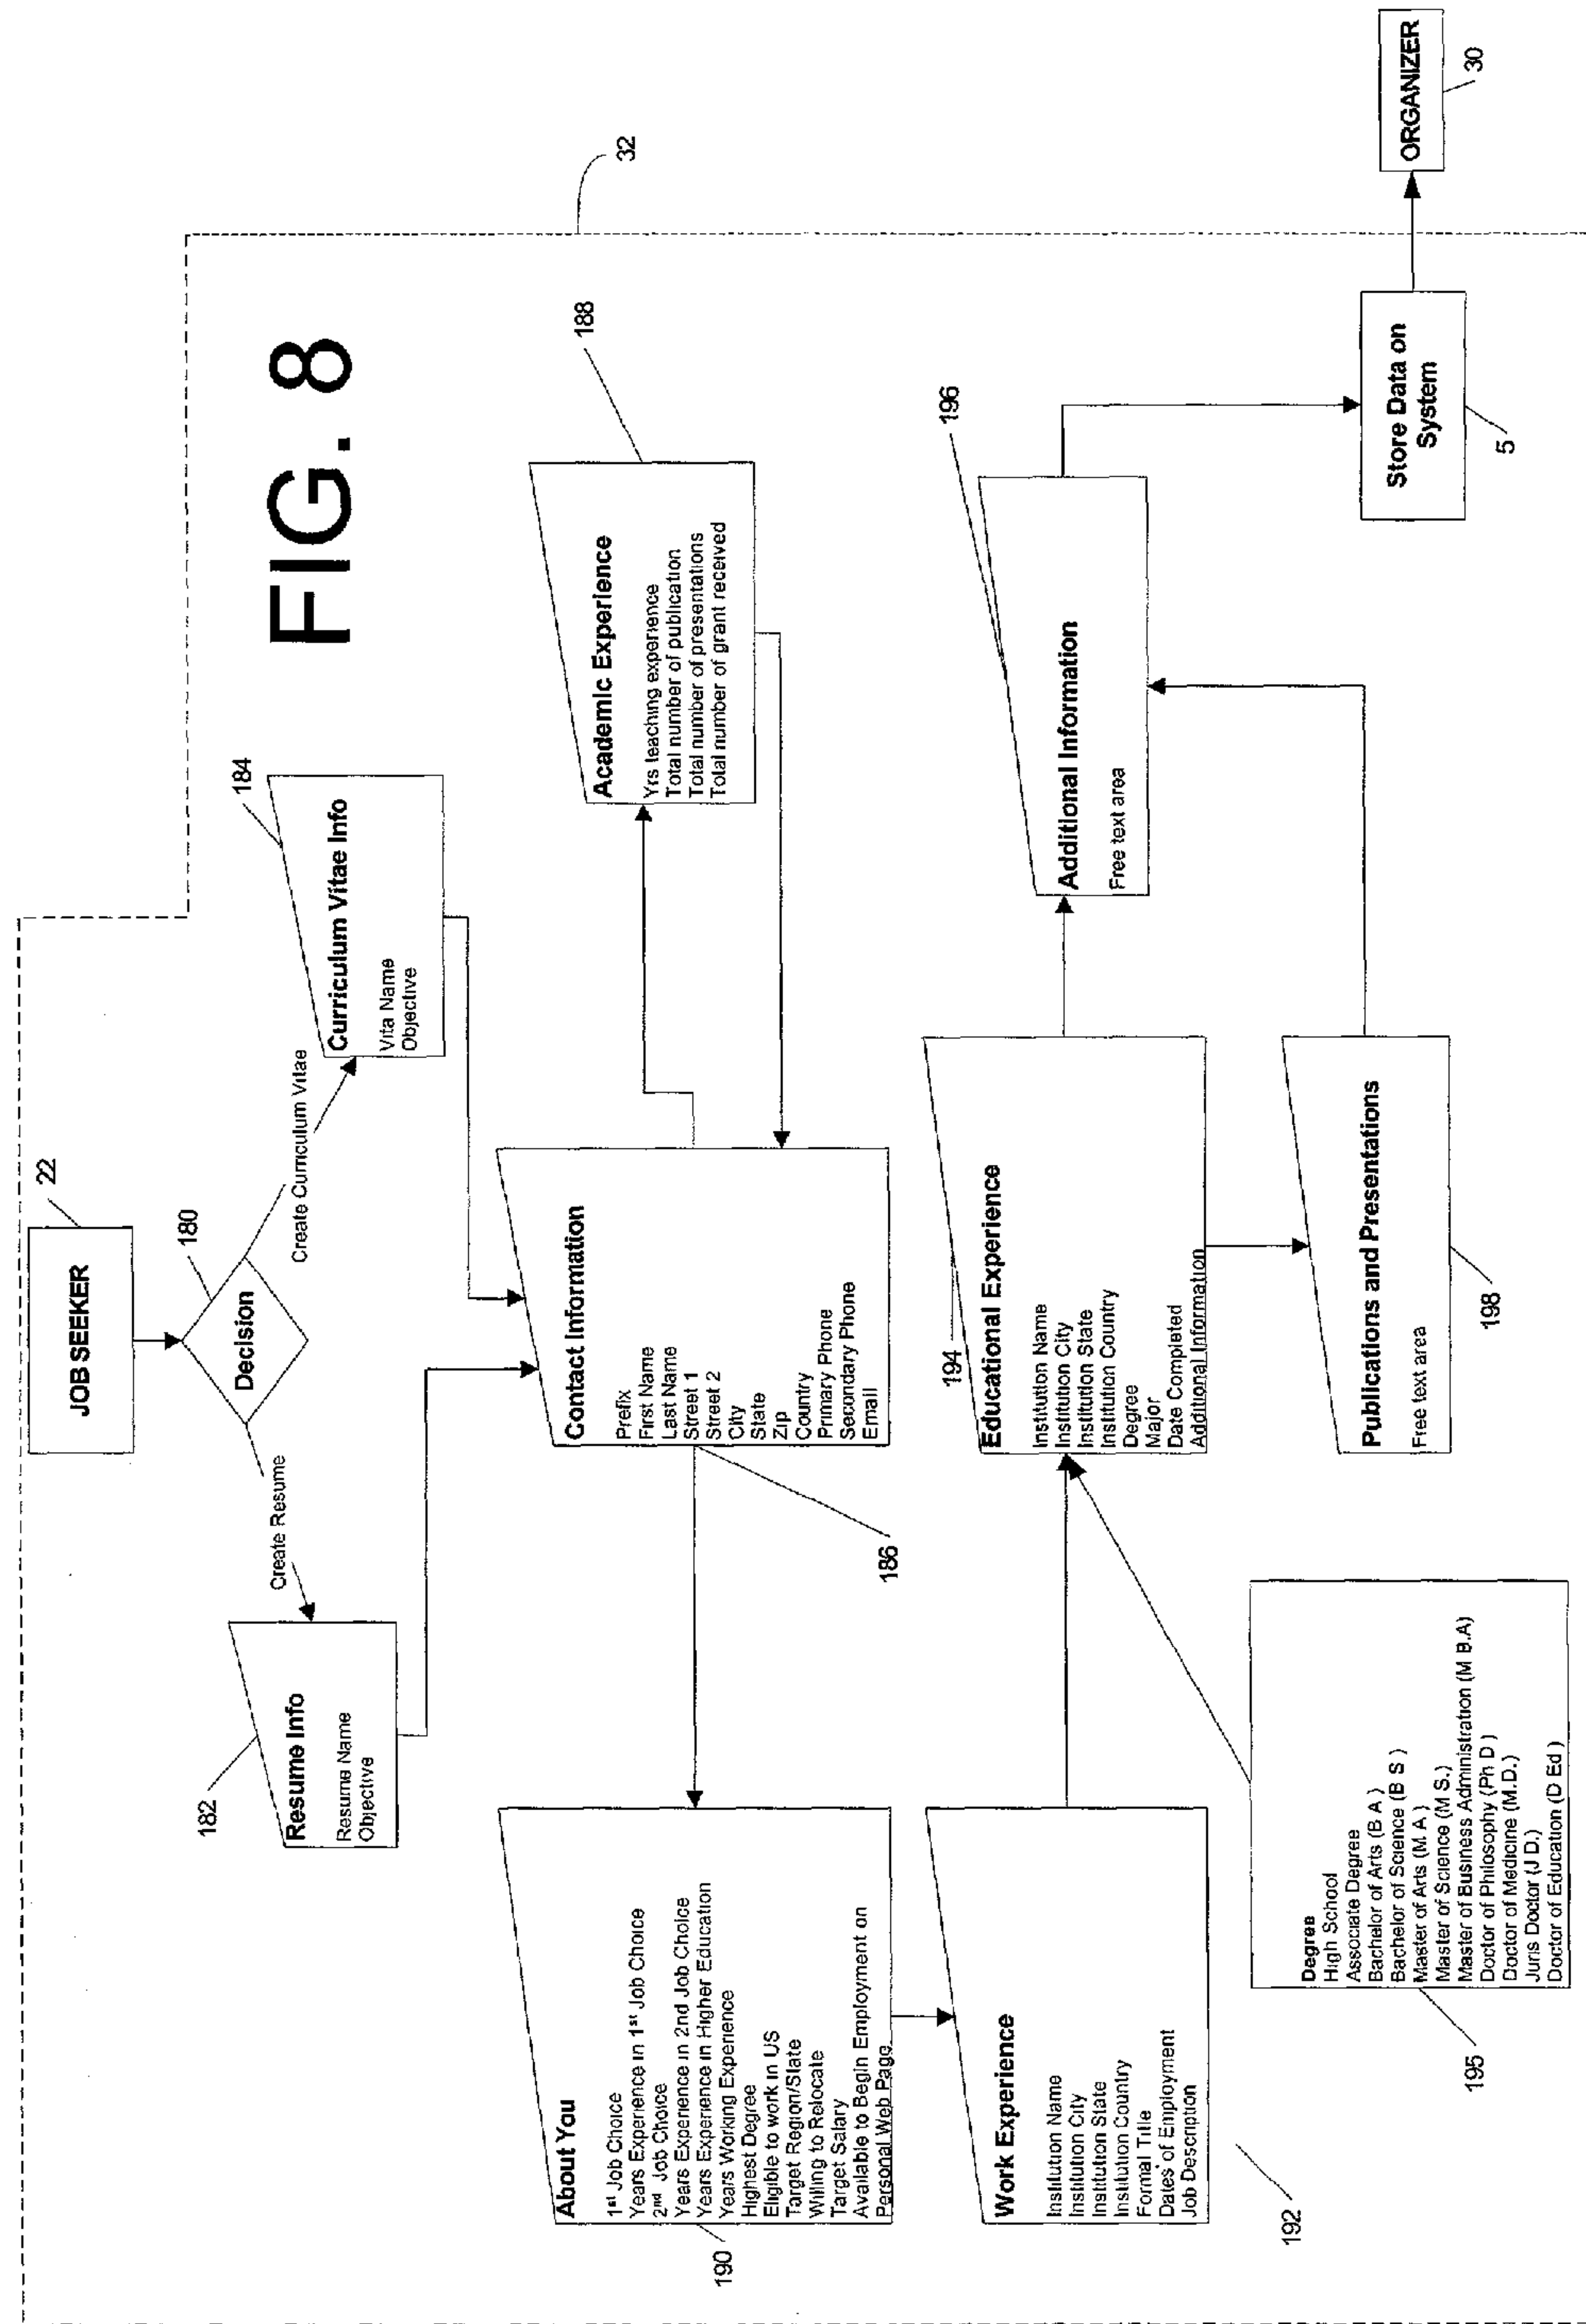 FIG. 8
JOB SEEKER
22
Decision
180
Create Resume
Create Curriculum Vitae
182
Resume Info
Resume Name
Objective
184
Curriculum Vitae Info
Vita Name
Objective
32
Contact Information
Prefix
First Name
Last Name
Street 1
Street 2
City
State
Zip
Country
Primary Phone
Secondary Phone
Email
186
Academic Experience
Yrs teaching experience
Total number of publication
Total number of presentations
Total number of grant received
188
About You
1st Job Choice
Years Experience in 1st Job Choice
2nd Job Choice
Years Experience in 2nd Job Choice
Years Experience in Higher Education
Years Working Experience
Highest Degree
Eligible to work in US
Target Region/State
Willing to Relocate
Target Salary
Available to Begin Employment on
Personal Web Page
190
Work Experience
Institution Name
Institution City
Institution State
Institution Country
Formal Title
Dates of Employment
Job Description
192
194
Educational Experience
Institution Name
Institution City
Institution State
Institution Country
Degree
Major
Date Completed
Additional Information
196
Additional Information
Free text area
Degree
High School
Associate Degree
Bachelor of Arts (B A)
Bachelor of Science (B S )
Master of Arts (M A )
Master of Science (M S.)
Master of Business Administration (M B.A)
Doctor of Philosophy (Ph D )
Doctor of Medicine (M.D.)
Juris Doctor (J D.)
Doctor of Education (D Ed )
195
Publications and Presentations
Free text area
198
Store Data on
System
5
ORGANIZER
30